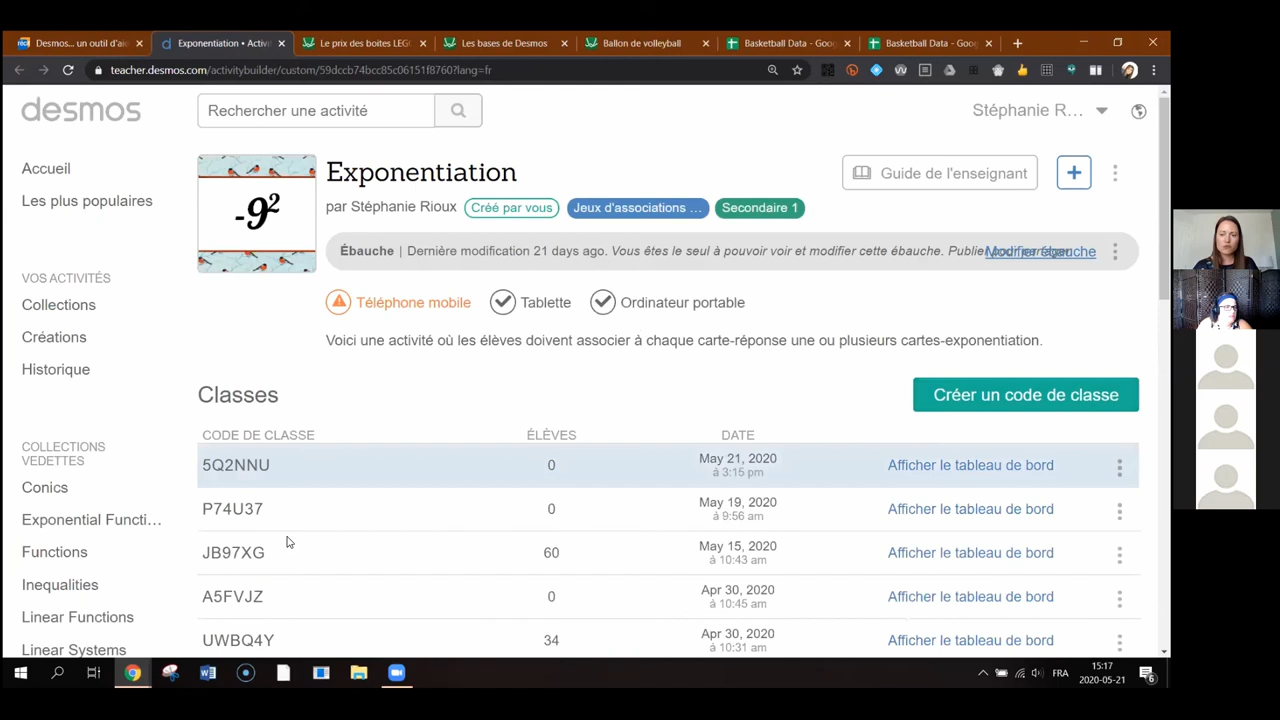 Desmos... un outil d'aid
Exponentiation • Activi
Le prix des boites LEG
Les bases de Desmos
Ballon de volleyball
Basketball Data - Goo
Basketball Data - Goo
teacher.desmos.com/activitybuilder/custom/59dccb74bcc85c06151f8760?lang=fr
desmos
Rechercher une activité
Stéphanie R...
Accueil
Les plus populaires
VOS ACTIVITÉS
Collections
Créations
Historique
COLLECTIONS
VEDETTES
Conics
Exponential Functi...
Functions
Inequalities
Linear Functions
Linear Systems
-9²
Exponentiation
Guide de l'enseignant
par Stéphanie Rioux
Créé par vous
Jeux d'associations ...
Secondaire 1
Ébauche | Dernière modification 21 days ago. Vous êtes le seul à pouvoir voir et modifier cette ébauche. Modifier ébauche
Téléphone mobile
Tablette
Ordinateur portable
Voici une activité où les élèves doivent associer à chaque carte-réponse une ou plusieurs cartes-exponentiation.
Classes
Créer un code de classe
CODE DE CLASSE ÉLÈVES DATE
5Q2NNU 0 May 21, 2020 Afficher le tableau de bord
à 3:15 pm
P74U37 0 May 19, 2020 Afficher le tableau de bord
à 9:56 am
JB97XG 60 May 15, 2020 Afficher le tableau de bord
à 10:43 am
A5FVJZ 0 Apr 30, 2020 Afficher le tableau de bord
à 10:45 am
UWBQ4Y 34 Apr 30, 2020 Afficher le tableau de bord
à 10:31 am
FRA
15:17
2020-05-21
6